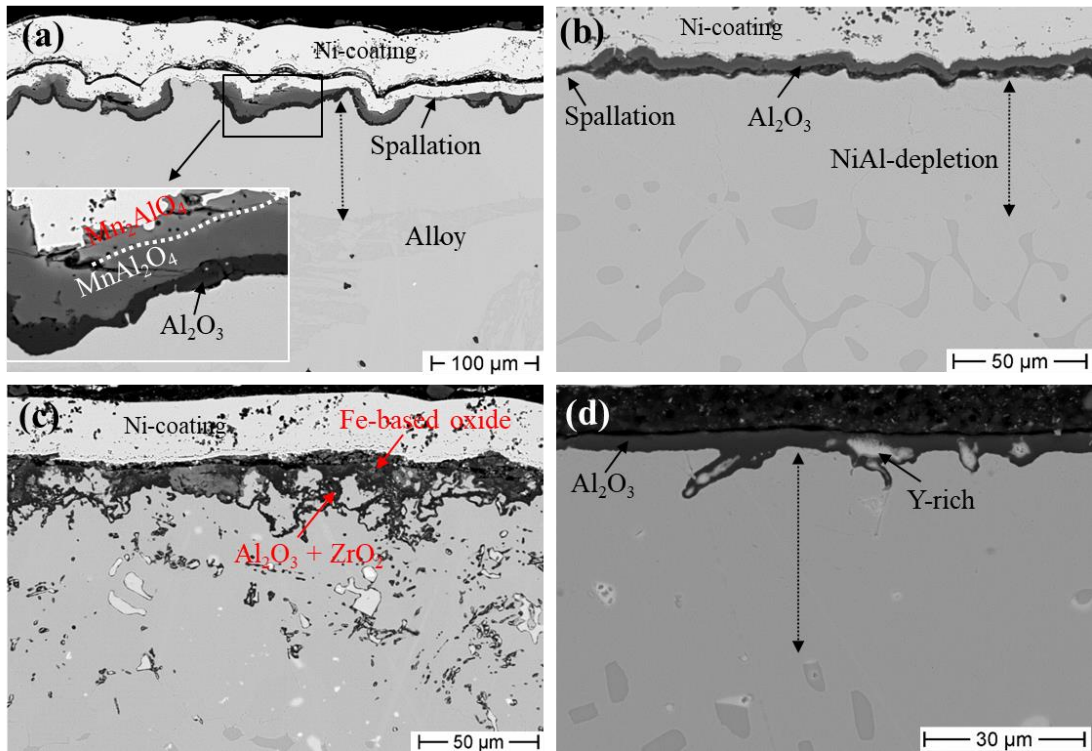 (a)
Ni-coating
Spallation
Mn₂AlO₄
MnAl₂O₄
Al₂O₃
Alloy
100 µm
(b)
Ni-coating
Spallation
Al₂O₃
NiAl-depletion
50 µm
(c)
Ni-coating
Fe-based oxide
Al₂O₃ + ZrO₂
50 µm
(d)
Al₂O₃
Y-rich
30 µm